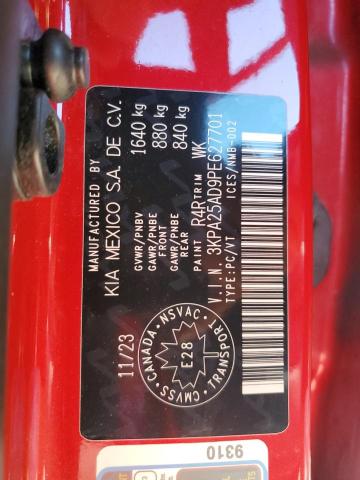 MANUFACTURED BY
KIA MEXICO S.A. DE C.V.
GVWR/PNBV 1640 kg
GAWR/PNBE FRONT 880 kg
GAWR/PNBE REAR 840 kg
PAINT R4R TRIM WK
V.I.N. 3KPA25AD9PE627701
TYPE:PC/VT ICES/NMB-002
11/23
CANADA NSVAC TRANSPORT CMVSS
E28
9310